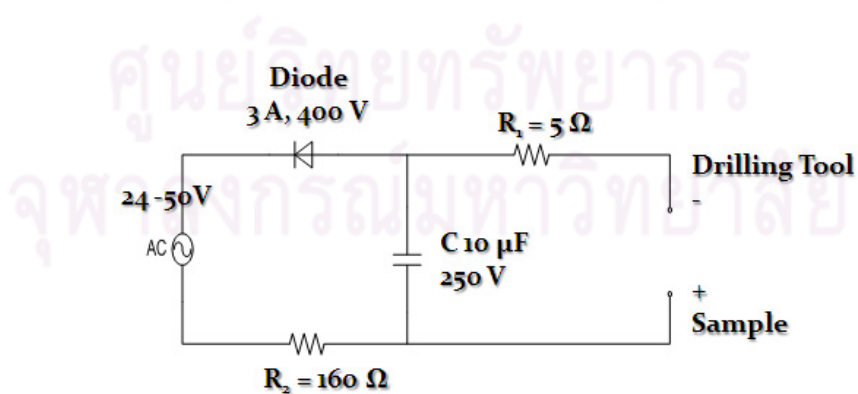 ศูนย์วิทยทรัพยากร
จุฬาลงกรณ์มหาวิทยาลัย
Diode
3 A, 400 V
R₁ = 5 Ω
Drilling Tool
-
24 -50V
AC
C 10 µF
250 V
+
Sample
R₂ = 160 Ω